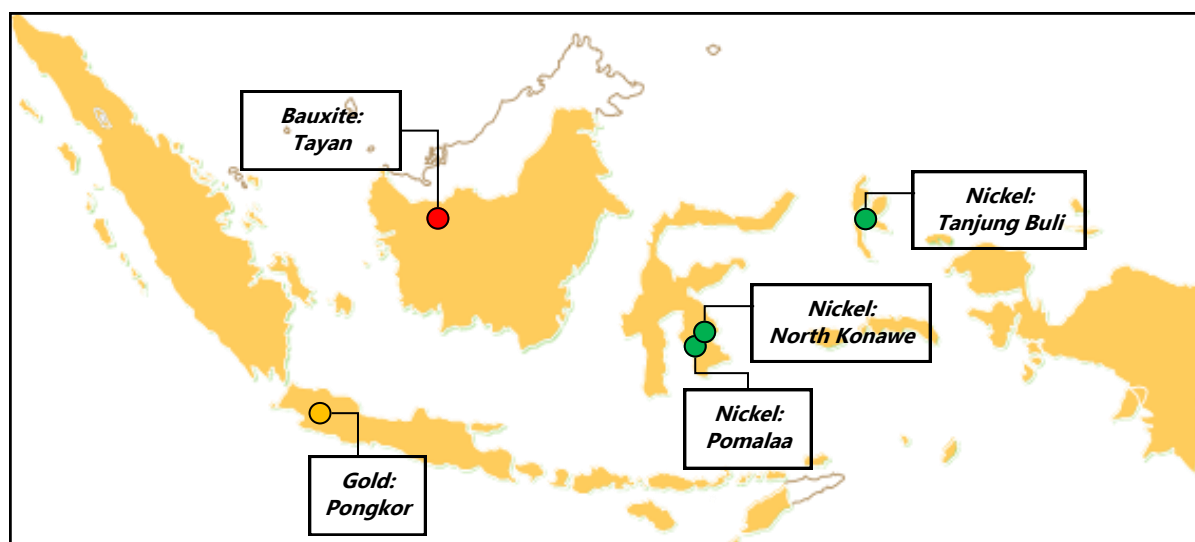 Bauxite:
Tayan
Nickel:
Tanjung Buli
Nickel:
North Konawe
Nickel:
Pomalaa
Gold:
Pongkor